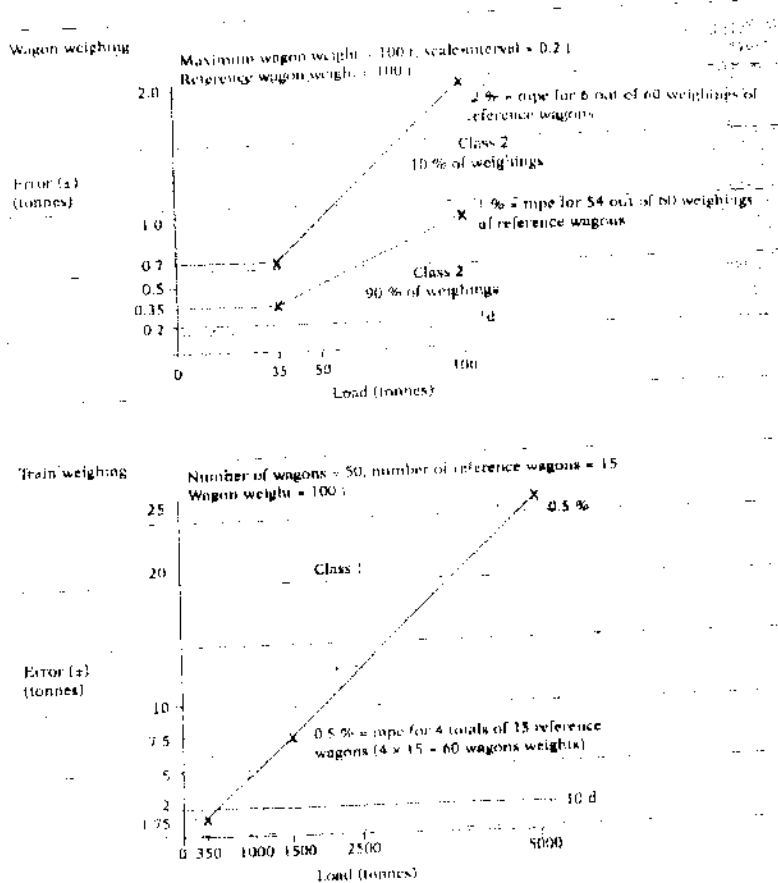 Wagon weighing
Maximum wagon weight = 100 t, scale-interval = 0.2 t
Reference wagon weight = 100 t
2.0
2 % = mpe for 6 out of 60 weighings of
reference wagons
Class 2
10 % of weighings
Error (±)
(tonnes)
1 % = mpe for 54 out of 60 weighings
of reference wagons
1.0
0.7
0.5
0.35
0.2
Class 2
90 % of weighings
0
35
50
100
Load (tonnes)
Train weighing
Number of wagons = 50, number of reference wagons = 15
Wagon weight = 100 t
25
0.5 %
20
Class 1
Error (±)
(tonnes)
10
7.5
0.5 % = mpe for 4 totals of 15 reference
wagons (4 × 15 = 60 wagons weights)
5
2
10 d
1.75
0 350 1000 1500 2500 5000
Load (tonnes)